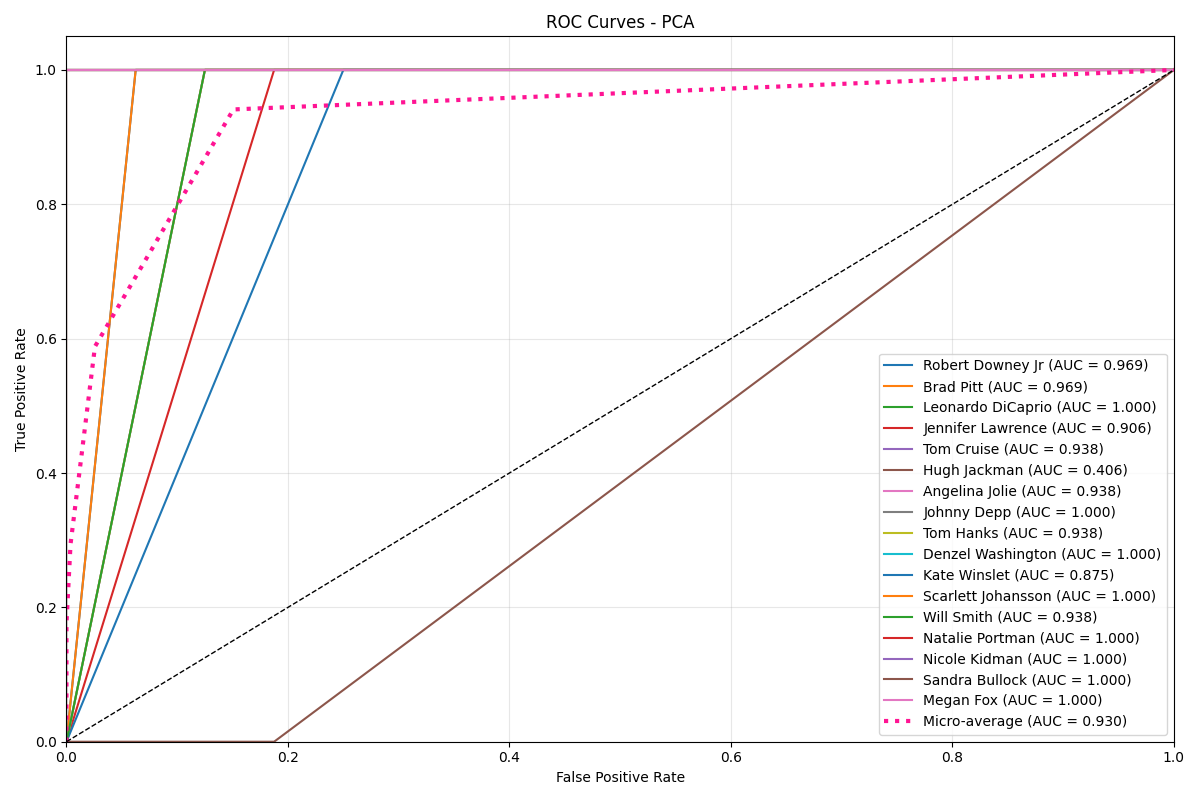 ROC Curves - PCA
True Positive Rate
1.0
0.8
0.6
0.4
0.2
0.0
0.0 0.2 0.4 0.6 0.8 1.0
False Positive Rate
Robert Downey Jr (AUC = 0.969)
Brad Pitt (AUC = 0.969)
Leonardo DiCaprio (AUC = 1.000)
Jennifer Lawrence (AUC = 0.906)
Tom Cruise (AUC = 0.938)
Hugh Jackman (AUC = 0.406)
Angelina Jolie (AUC = 0.938)
Johnny Depp (AUC = 1.000)
Tom Hanks (AUC = 0.938)
Denzel Washington (AUC = 1.000)
Kate Winslet (AUC = 0.875)
Scarlett Johansson (AUC = 1.000)
Will Smith (AUC = 0.938)
Natalie Portman (AUC = 1.000)
Nicole Kidman (AUC = 1.000)
Sandra Bullock (AUC = 1.000)
Megan Fox (AUC = 1.000)
Micro-average (AUC = 0.930)